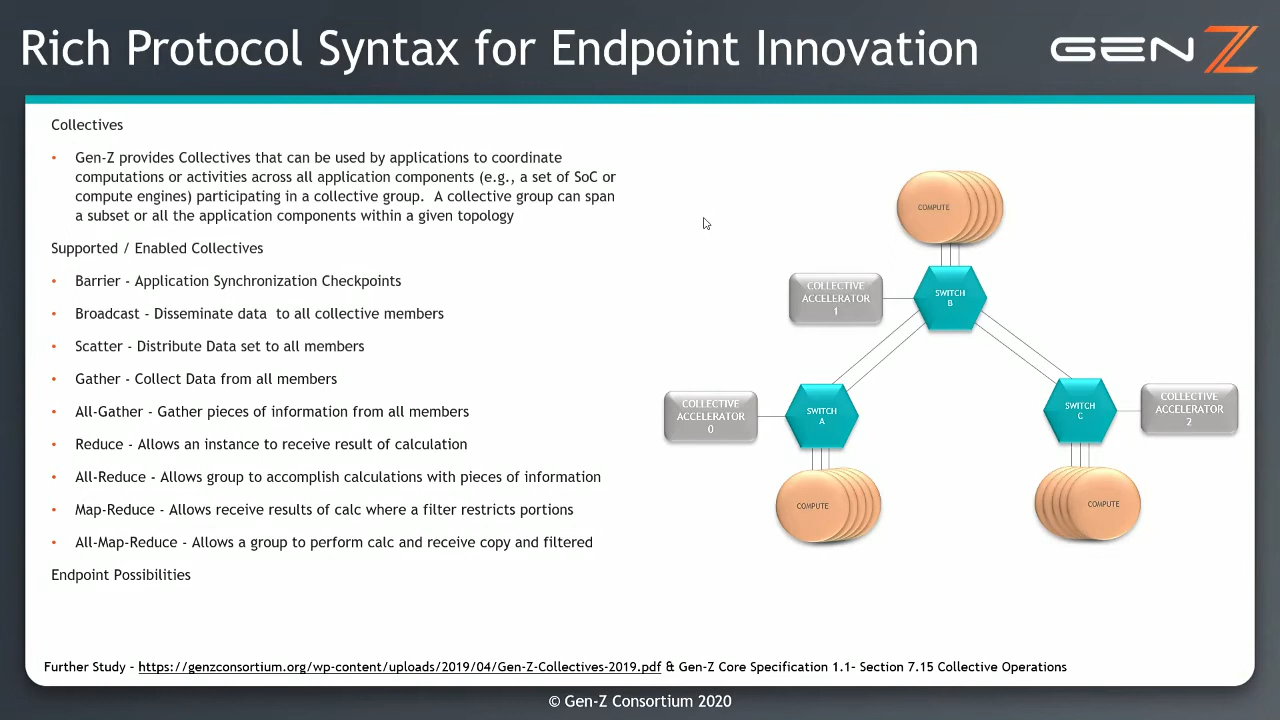 Rich Protocol Syntax for Endpoint Innovation
GEN Z
Collectives
• Gen-Z provides Collectives that can be used by applications to coordinate
computations or activities across all application components (e.g., a set of SoC or
compute engines) participating in a collective group. A collective group can span
a subset or all the application components within a given topology
Supported / Enabled Collectives
• Barrier - Application Synchronization Checkpoints
• Broadcast - Disseminate data to all collective members
• Scatter - Distribute Data set to all members
• Gather - Collect Data from all members
• All-Gather - Gather pieces of information from all members
• Reduce - Allows an instance to receive result of calculation
• All-Reduce - Allows group to accomplish calculations with pieces of information
• Map-Reduce - Allows receive results of calc where a filter restricts portions
• All-Map-Reduce - Allows a group to perform calc and receive copy and filtered
Endpoint Possibilities
COMPUTE
COLLECTIVE
ACCELERATOR
1
SWITCH
B
COLLECTIVE
ACCELERATOR
0
SWITCH
A
SWITCH
C
COLLECTIVE
ACCELERATOR
2
COMPUTE
COMPUTE
Further Study - https://genzconsortium.org/wp-content/uploads/2019/04/Gen-Z-Collectives-2019.pdf & Gen-Z Core Specification 1.1- Section 7.15 Collective Operations
© Gen-Z Consortium 2020